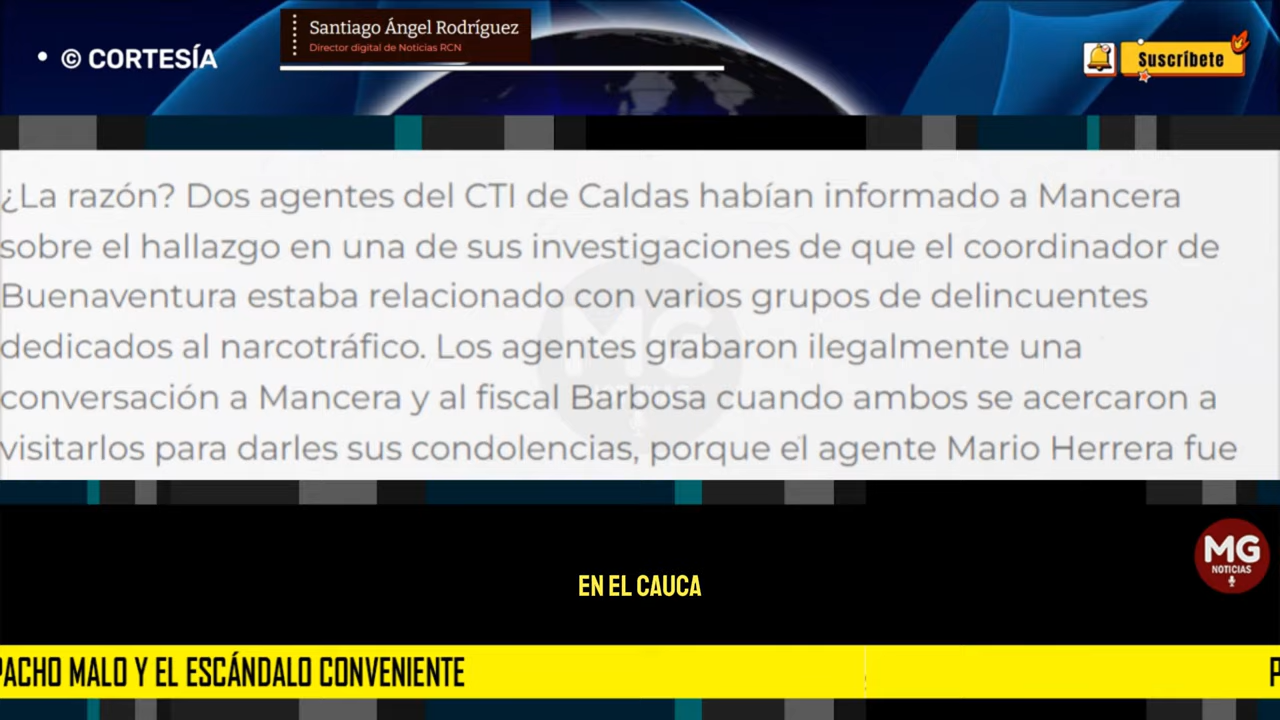 • © CORTESÍA
Santiago Ángel Rodríguez
Director digital de Noticias RCN
Suscríbete
¿La razón? Dos agentes del CTI de Caldas habían informado a Mancera
sobre el hallazgo en una de sus investigaciones de que el coordinador de
Buenaventura estaba relacionado con varios grupos de delincuentes
dedicados al narcotráfico. Los agentes grabaron ilegalmente una
conversación a Mancera y al fiscal Barbosa cuando ambos se acercaron a
visitarlos para darles sus condolencias, porque el agente Mario Herrera fue
MG
NOTICIAS
EN EL CAUCA
PACHO MALO Y EL ESCÁNDALO CONVENIENTE
P